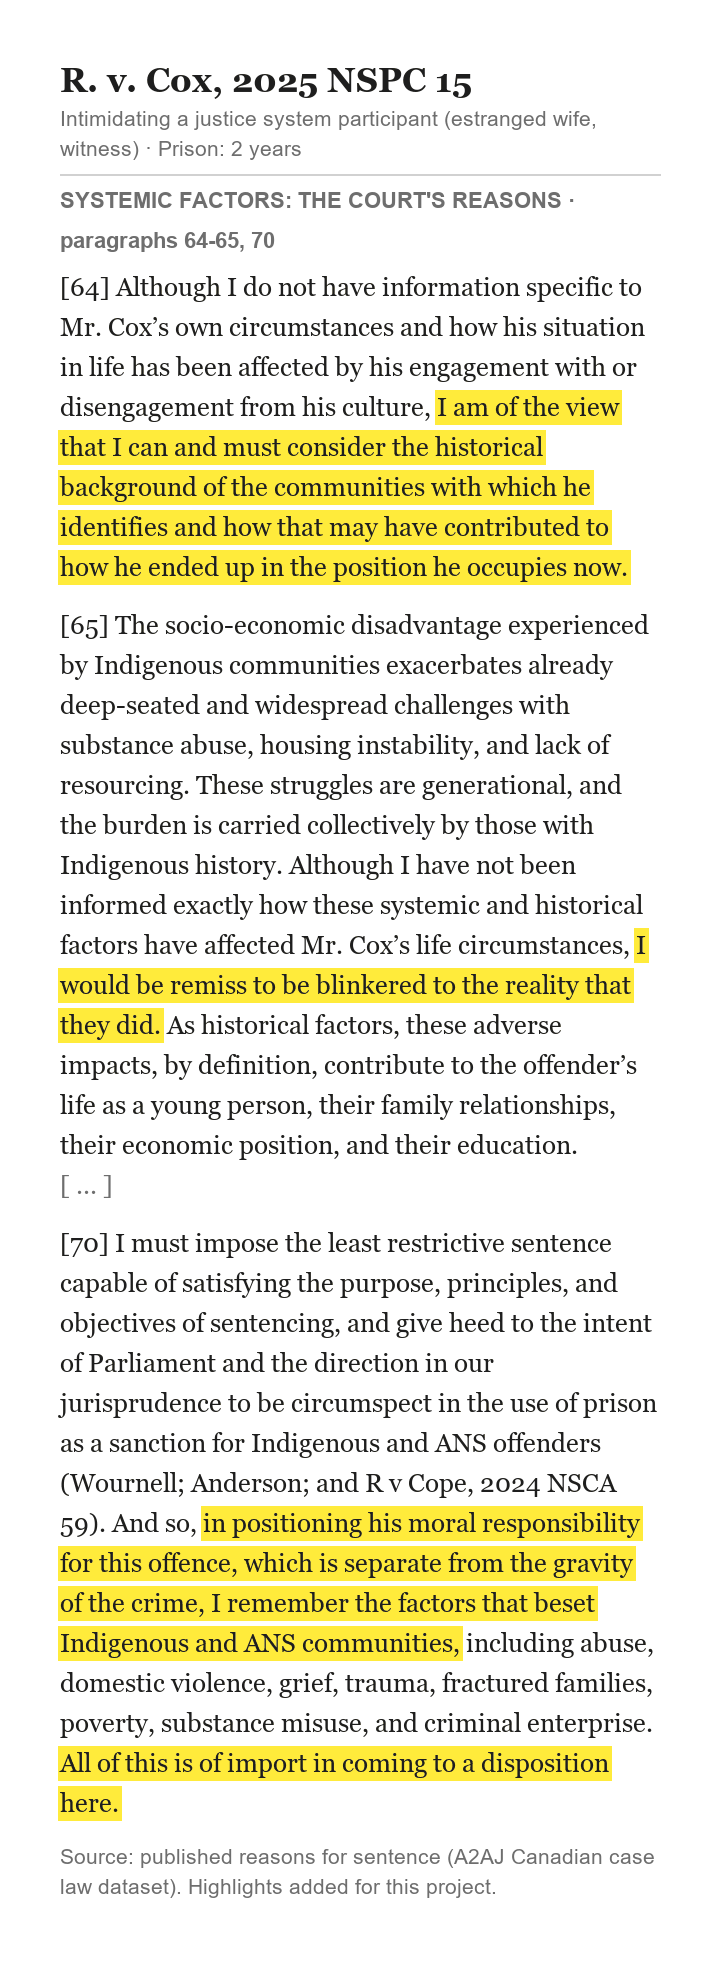 R. v. Cox, 2025 NSPC 15
Intimidating a justice system participant (estranged wife,
witness) · Prison: 2 years
SYSTEMIC FACTORS: THE COURT'S REASONS ·
paragraphs 64-65, 70
[64] Although I do not have information specific to
Mr. Cox’s own circumstances and how his situation
in life has been affected by his engagement with or
disengagement from his culture, I am of the view
that I can and must consider the historical
background of the communities with which he
identifies and how that may have contributed to
how he ended up in the position he occupies now.
[65] The socio-economic disadvantage experienced
by Indigenous communities exacerbates already
deep-seated and widespread challenges with
substance abuse, housing instability, and lack of
resourcing. These struggles are generational, and
the burden is carried collectively by those with
Indigenous history. Although I have not been
informed exactly how these systemic and historical
factors have affected Mr. Cox’s life circumstances, I
would be remiss to be blinkered to the reality that
they did. As historical factors, these adverse
impacts, by definition, contribute to the offender’s
life as a young person, their family relationships,
their economic position, and their education.
[ ... ]
[70] I must impose the least restrictive sentence
capable of satisfying the purpose, principles, and
objectives of sentencing, and give heed to the intent
of Parliament and the direction in our
jurisprudence to be circumspect in the use of prison
as a sanction for Indigenous and ANS offenders
(Wournell; Anderson; and R v Cope, 2024 NSCA
59). And so, in positioning his moral responsibility
for this offence, which is separate from the gravity
of the crime, I remember the factors that beset
Indigenous and ANS communities, including abuse,
domestic violence, grief, trauma, fractured families,
poverty, substance misuse, and criminal enterprise.
All of this is of import in coming to a disposition
here.
Source: published reasons for sentence (A2AJ Canadian case
law dataset). Highlights added for this project.